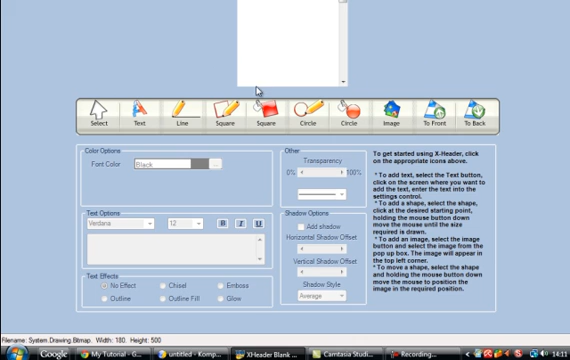 Select Text Line Square Square Circle Circle Image To Front To Back
Color Options
Font Color Black ...
Text Options
Verdana 12 B I U
Text Effects
No Effect Chisel Emboss
Outline Outline Fill Glow
Other
Transparency
0% 100%
Shadow Options
Add shadow
Horizontal Shadow Offset
Vertical Shadow Offset
Shadow Style
Average
To get started using X-Header, click
on the appropriate icons above.
* To add text, select the Text button,
click on the screen where you want to
add the text, enter the text into the
settings control.
* To add a shape, select the shape,
click at the desired starting point,
holding the mouse button down
move the mouse until the size
required is drawn.
* To add an image, select the image
button and select the image from the
pop up box. The image will appear in
the top left corner.
* To move a shape, select the shape
and holding the mouse button down
move the mouse to position the
image in the required position.
Filename: System.Drawing.Bitmap. Width: 180. Height: 500
Google My Tutorial - G... untitled - Komp... XHeader Blank ... Camtasia Studi... Recording... 14:11